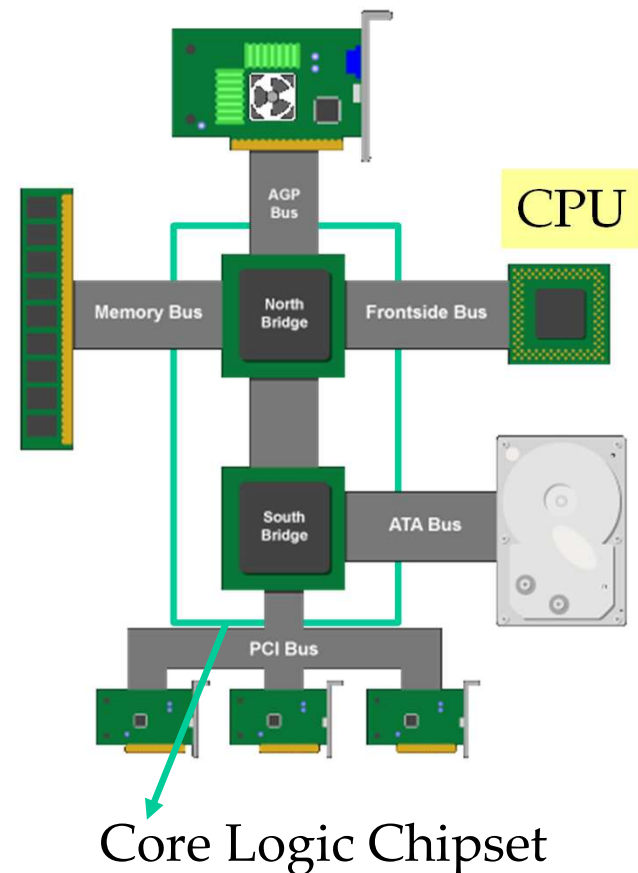 AGP
Bus
CPU
Memory Bus
North
Bridge
Frontside Bus
South
Bridge
ATA Bus
PCI Bus
Core Logic Chipset